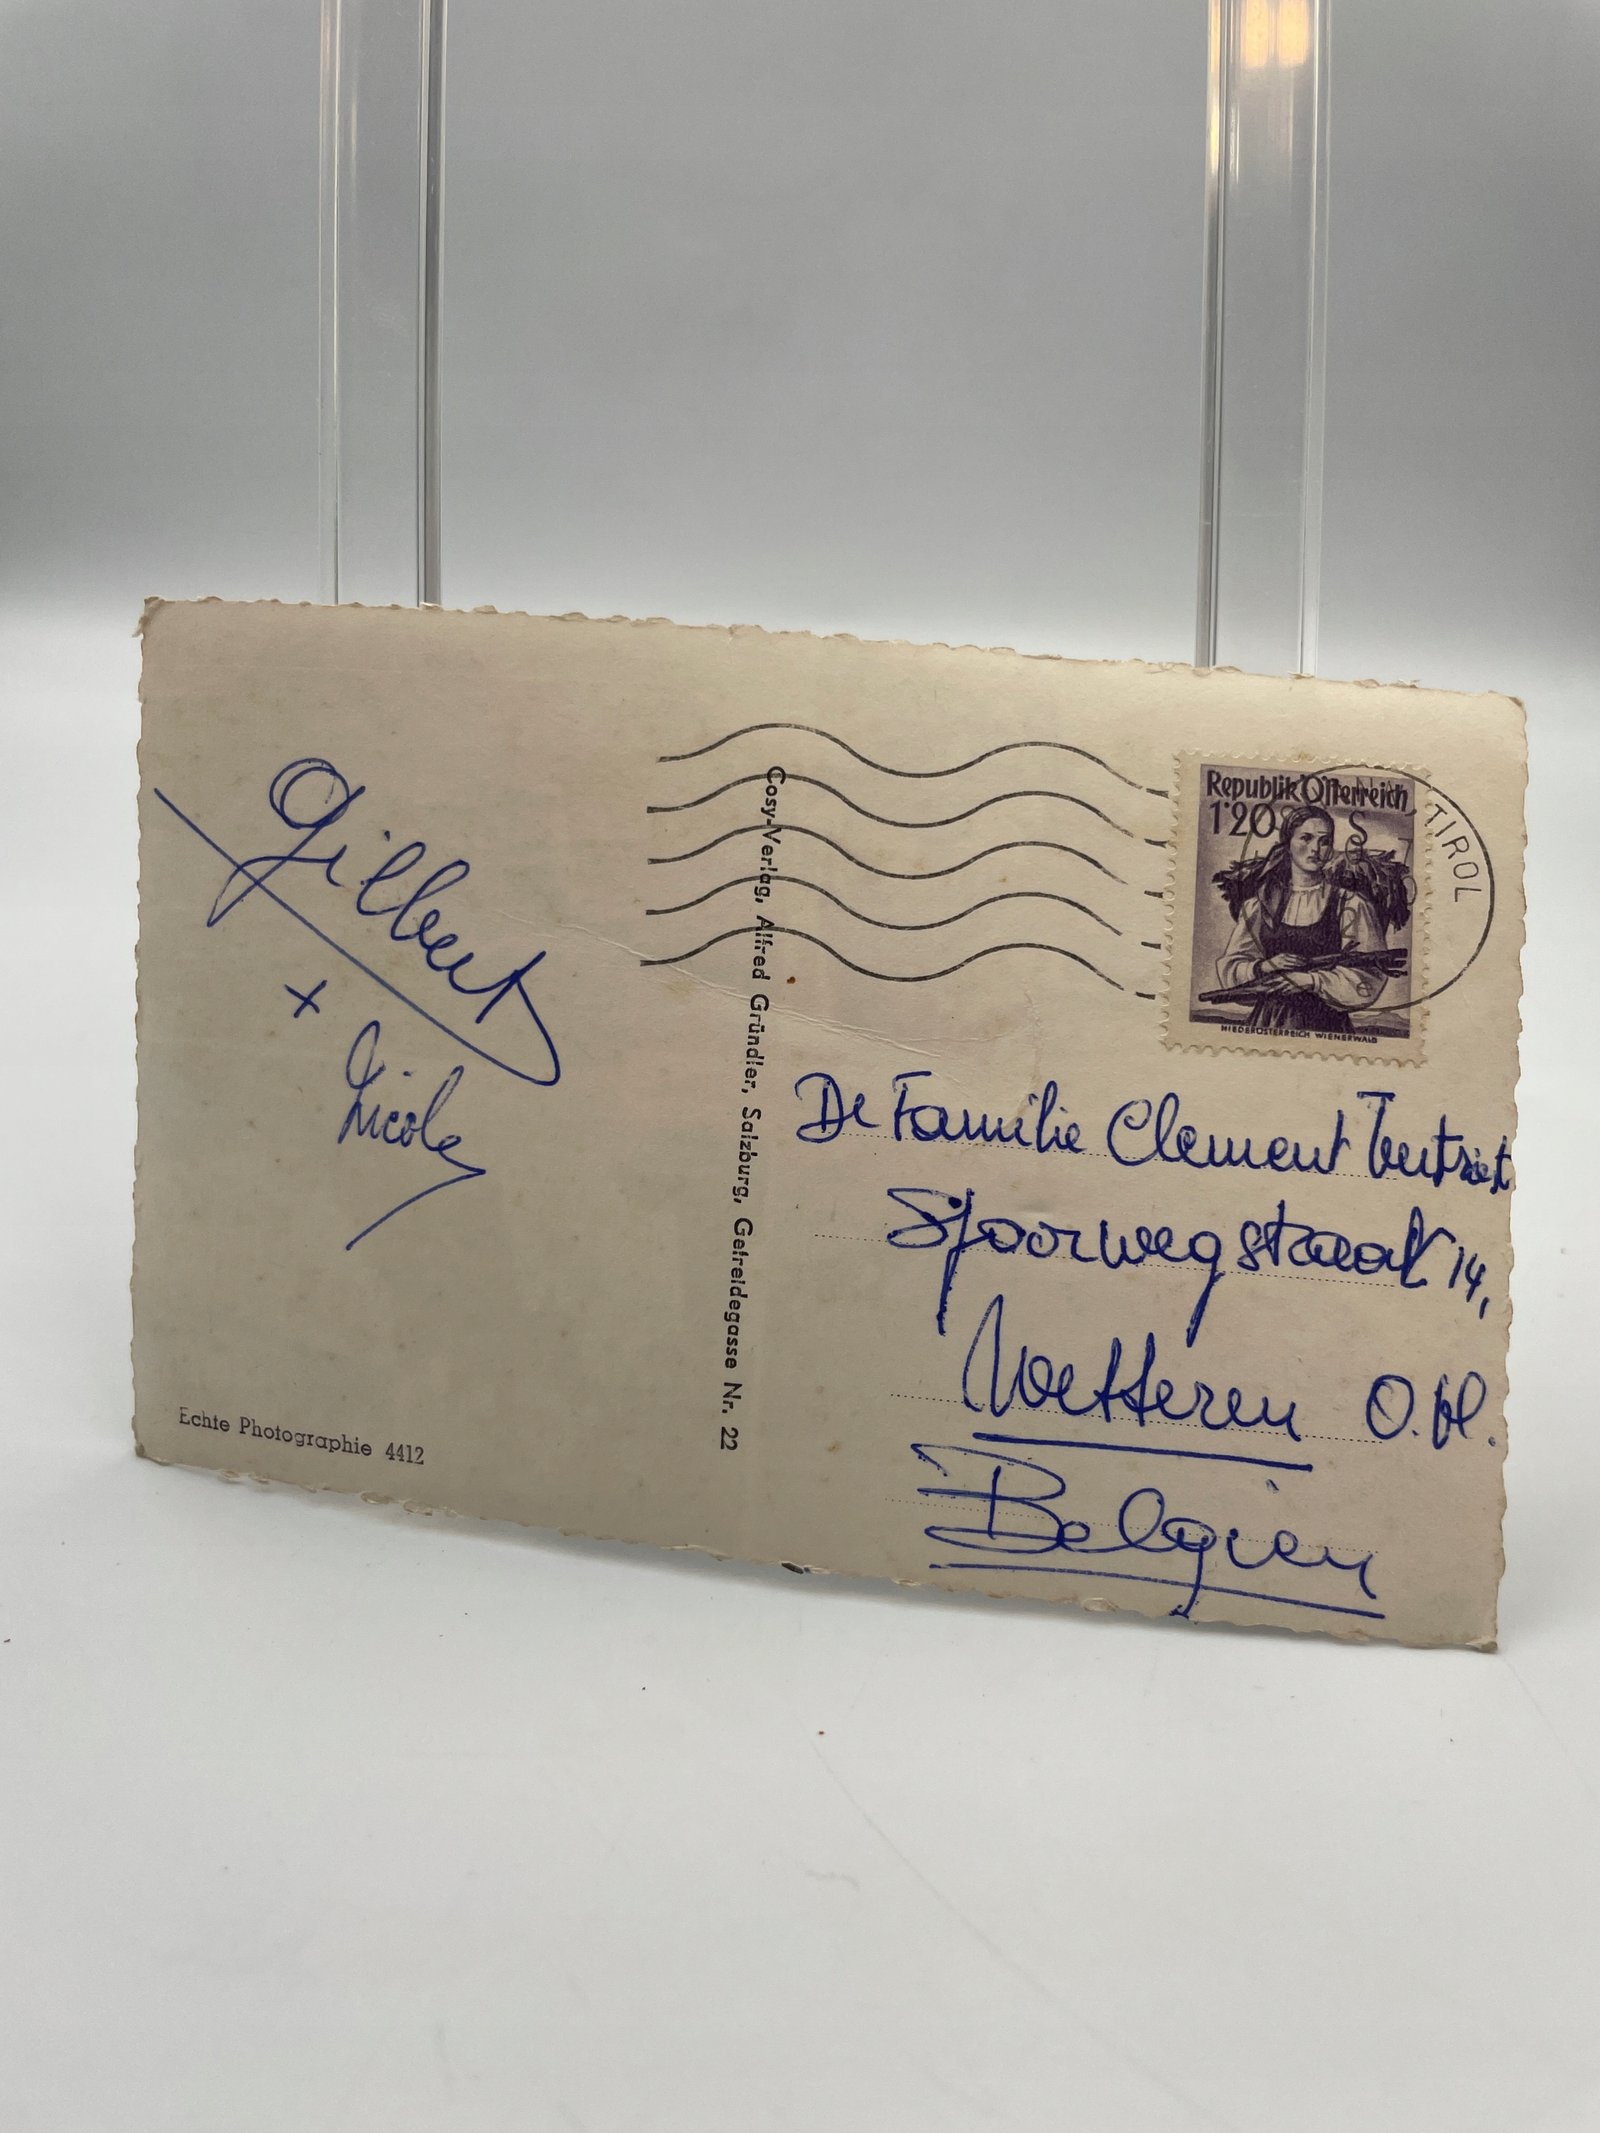 Gilbert
x
Nicole
Echte Photographie 4412
Cosy-Verlag, Alfred Gründler, Salzburg, Getreidegasse Nr. 22
Republik Österreich
1'20
NIEDERÖSTERREICH WIENERWALD
TIROL
De Familie Clement
Spoorwegstraat 14,
Wetteren O.Vl.
Belgien